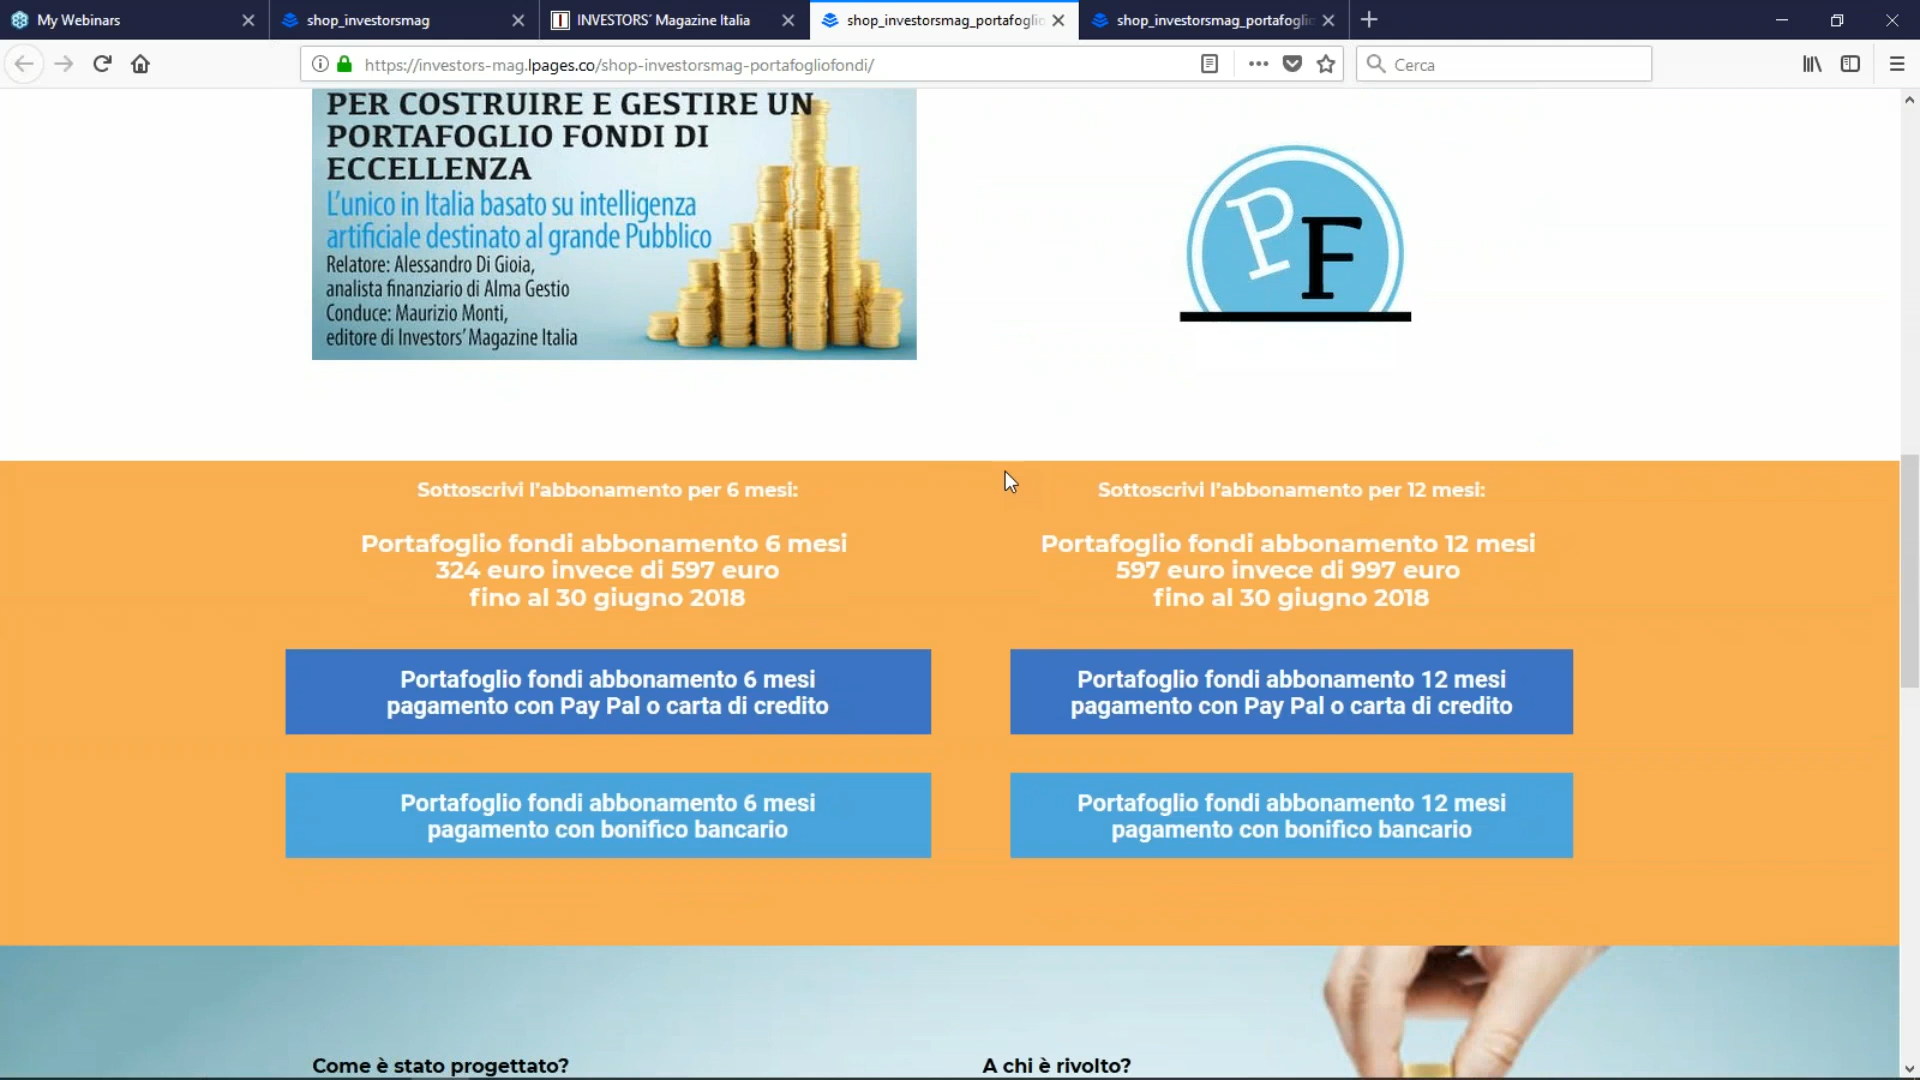 My Webinars
shop_investorsmag
INVESTORS' Magazine Italia
shop_investorsmag_portafoglio
shop_investorsmag_portafoglio
https://investors-mag.lpages.co/shop-investorsmag-portafogliofondi/
Cerca
PER COSTRUIRE E GESTIRE UN
PORTAFOGLIO FONDI DI
ECCELLENZA
L'unico in Italia basato su intelligenza
artificiale destinato al grande Pubblico
Relatore: Alessandro Di Gioia,
analista finanziario di Alma Gestio
Conduce: Maurizio Monti,
editore di Investors' Magazine Italia
PF
Sottoscrivi l'abbonamento per 6 mesi:
Portafoglio fondi abbonamento 6 mesi
324 euro invece di 597 euro
fino al 30 giugno 2018
Portafoglio fondi abbonamento 6 mesi
pagamento con Pay Pal o carta di credito
Portafoglio fondi abbonamento 6 mesi
pagamento con bonifico bancario
Sottoscrivi l'abbonamento per 12 mesi:
Portafoglio fondi abbonamento 12 mesi
597 euro invece di 997 euro
fino al 30 giugno 2018
Portafoglio fondi abbonamento 12 mesi
pagamento con Pay Pal o carta di credito
Portafoglio fondi abbonamento 12 mesi
pagamento con bonifico bancario
Come è stato progettato?
A chi è rivolto?